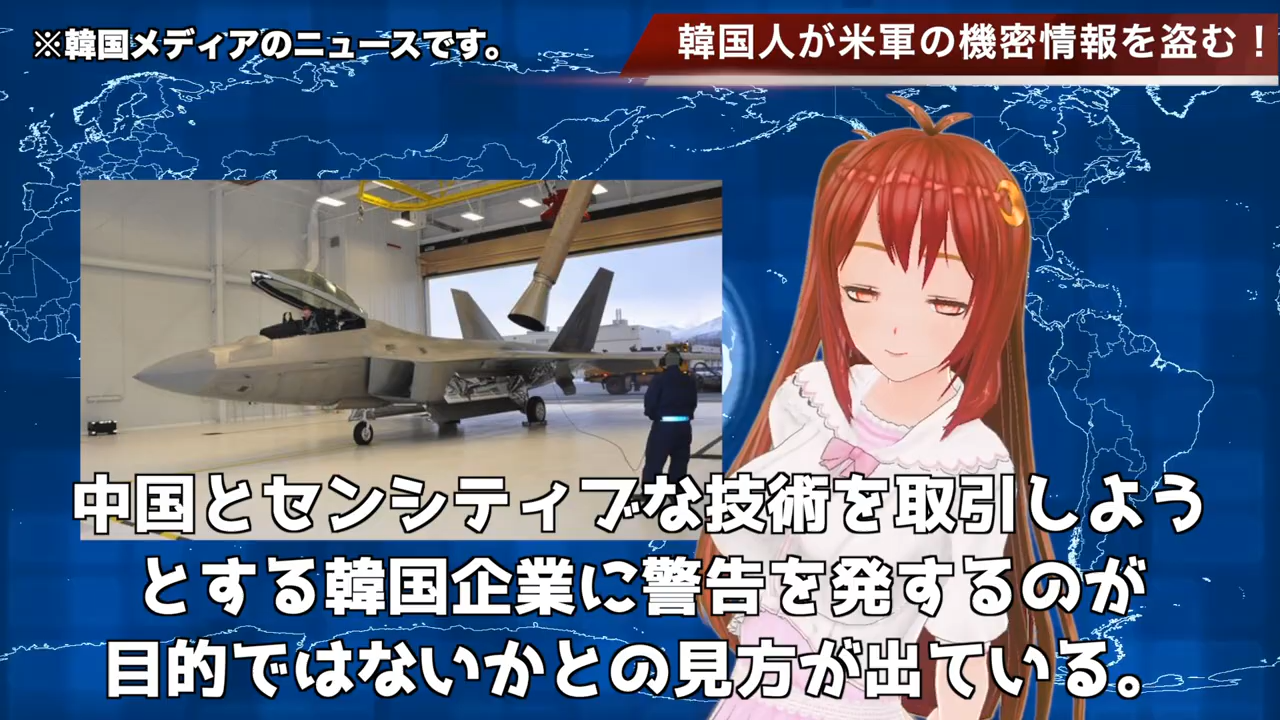 ※韓国メディアのニュースです。
韓国人が米軍の機密情報を盗む！
中国とセンシティブな技術を取引しよう
とする韓国企業に警告を発するのが
目的ではないかとの見方が出ている。